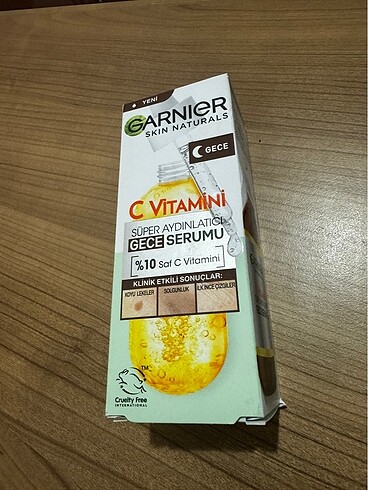 YENİ
GARNIER
SKIN NATURALS
GECE
C VİTAMİNİ
SÜPER AYDINLATICI
GECE SERUMU
%10 Saf C Vitamini
KLİNİK ETKİLİ SONUÇLAR:
KOYU LEKELER SOLGUNLUK İLK İNCE ÇİZGİLER
TM
Cruelty Free
INTERNATIONAL